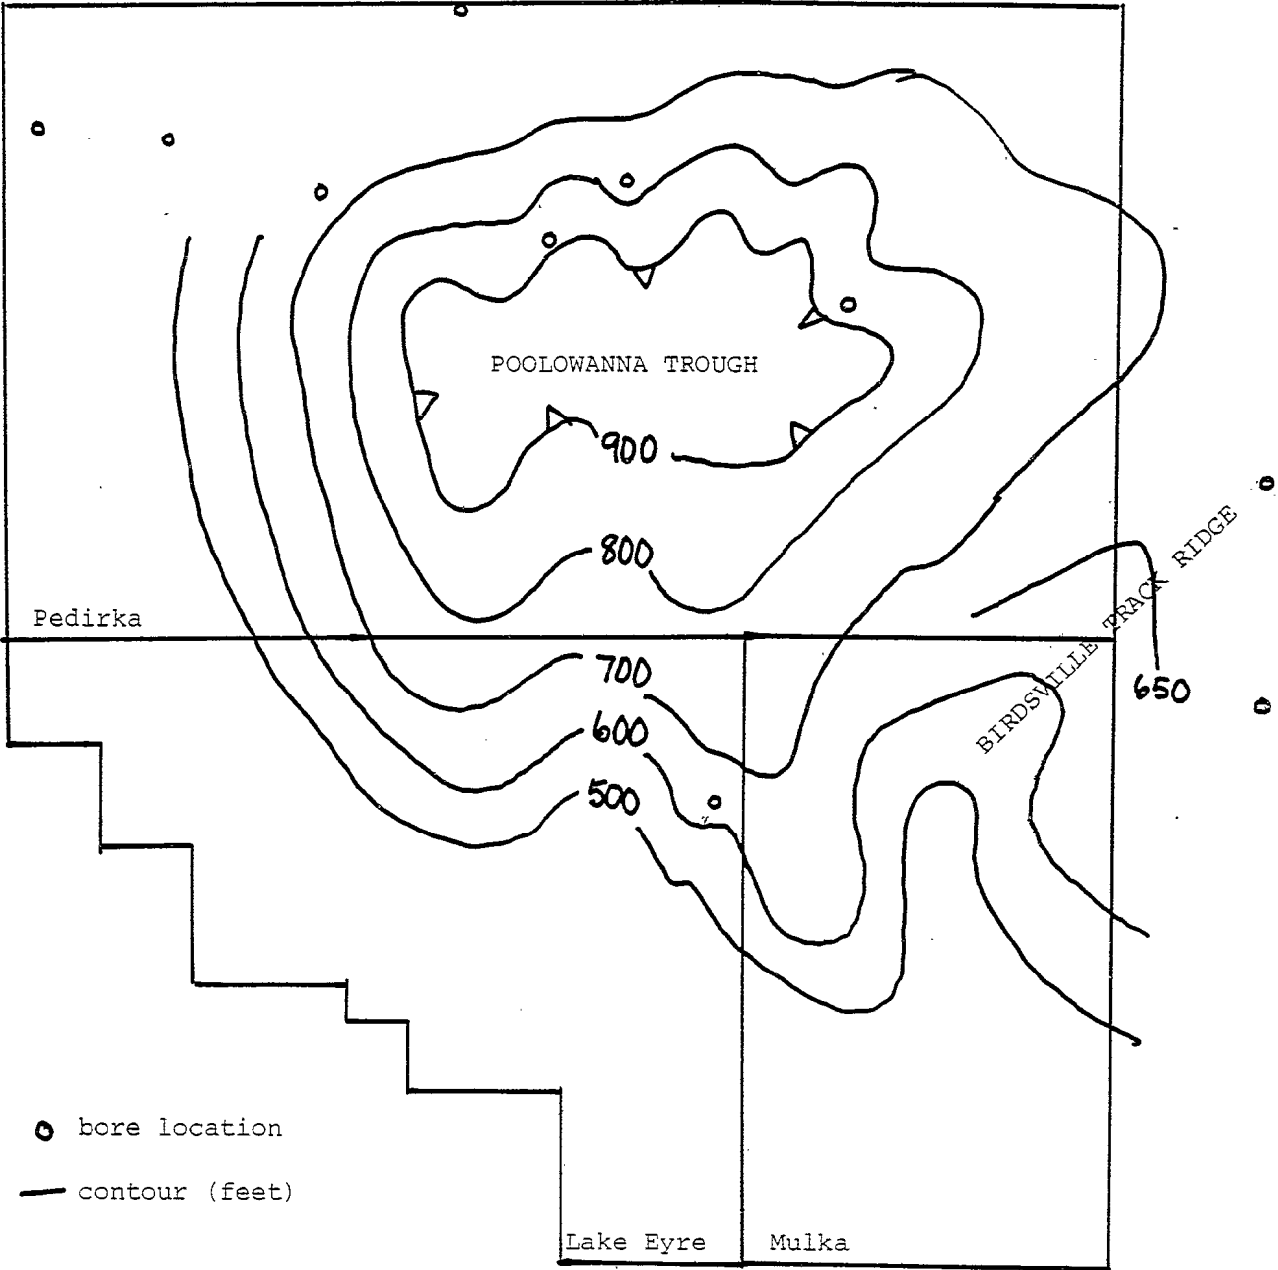 POOLOWANNA TROUGH
900
800
BIRDSVILLE TRACK RIDGE
Pedirka
700
650
600
500
bore location
contour (feet)
Lake Eyre
Mulka